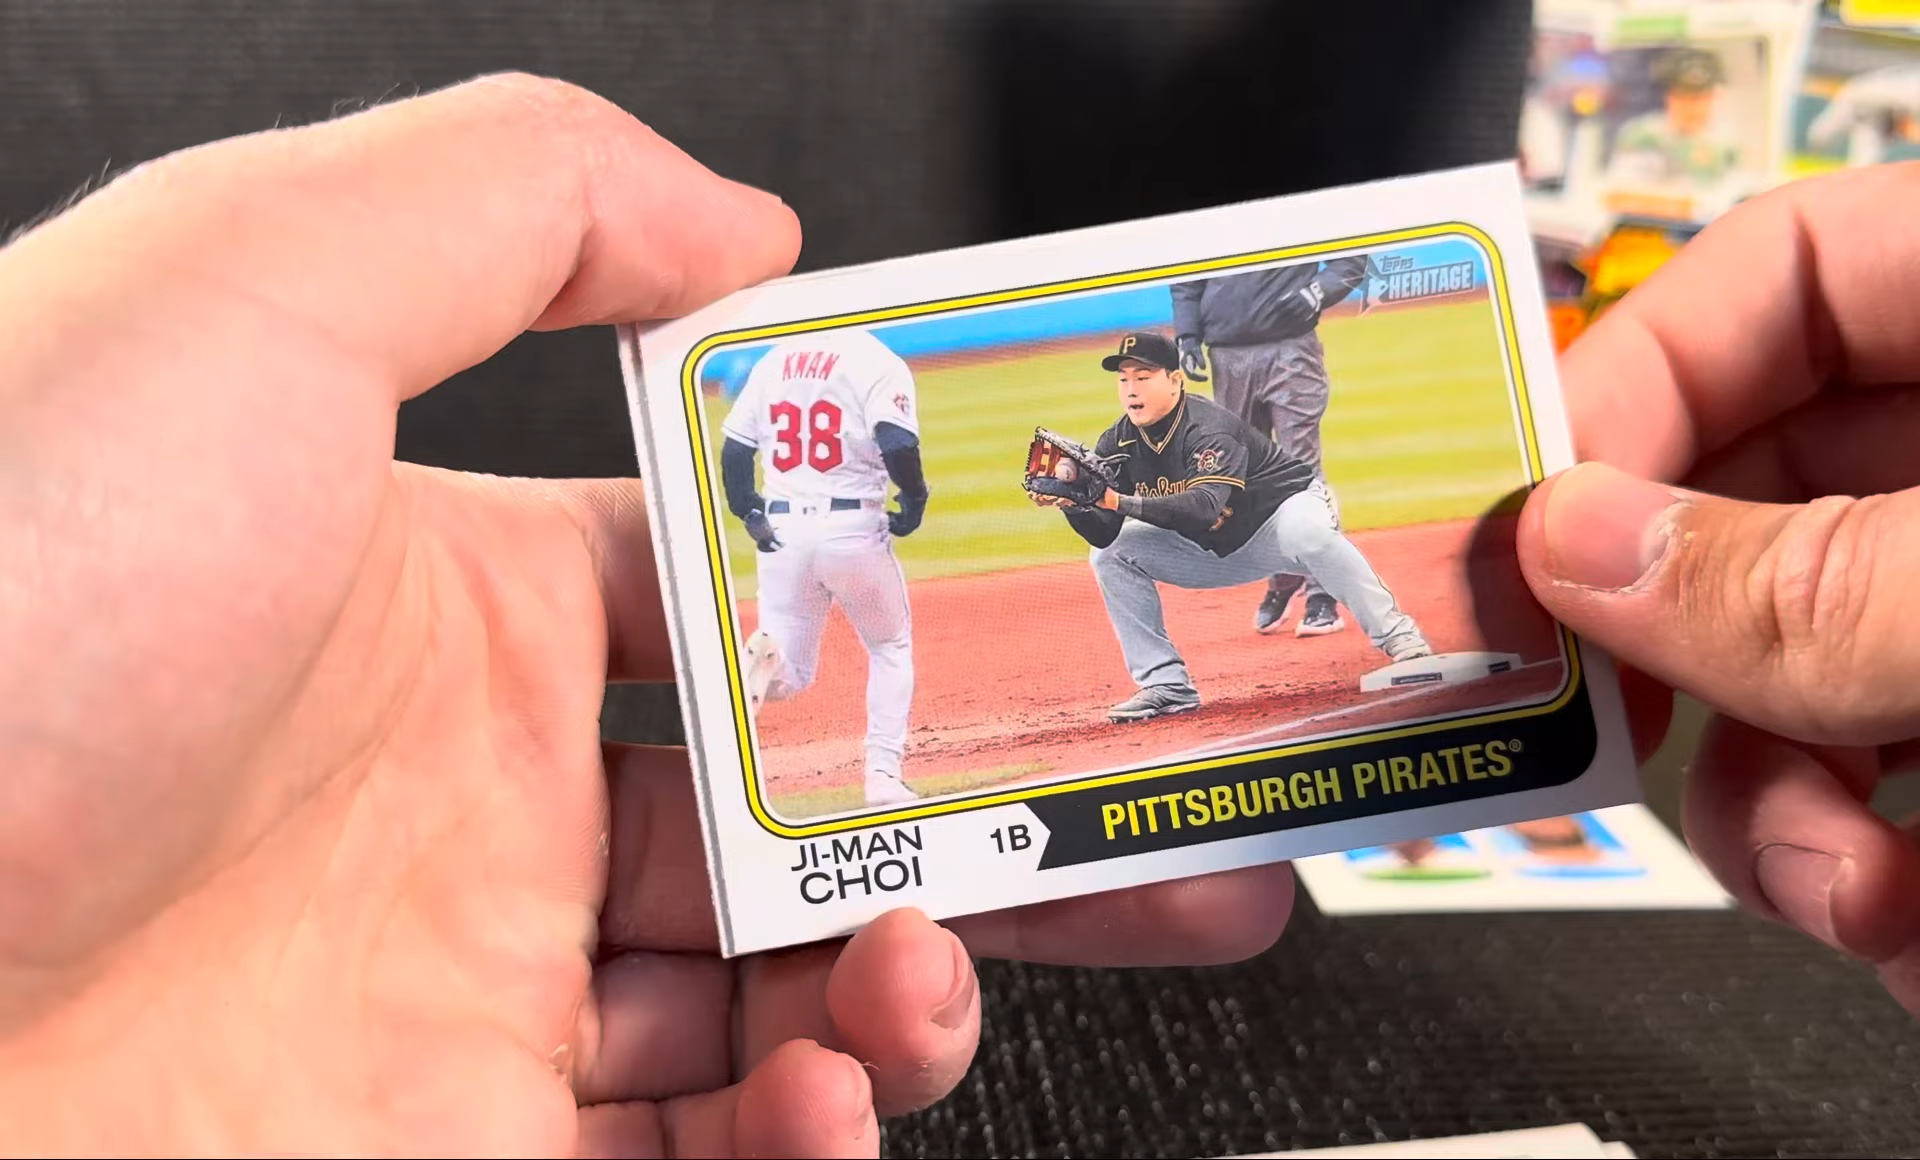 topps
HERITAGE
KWAN
38
P
JI-MAN
CHOI
1B
PITTSBURGH PIRATES®